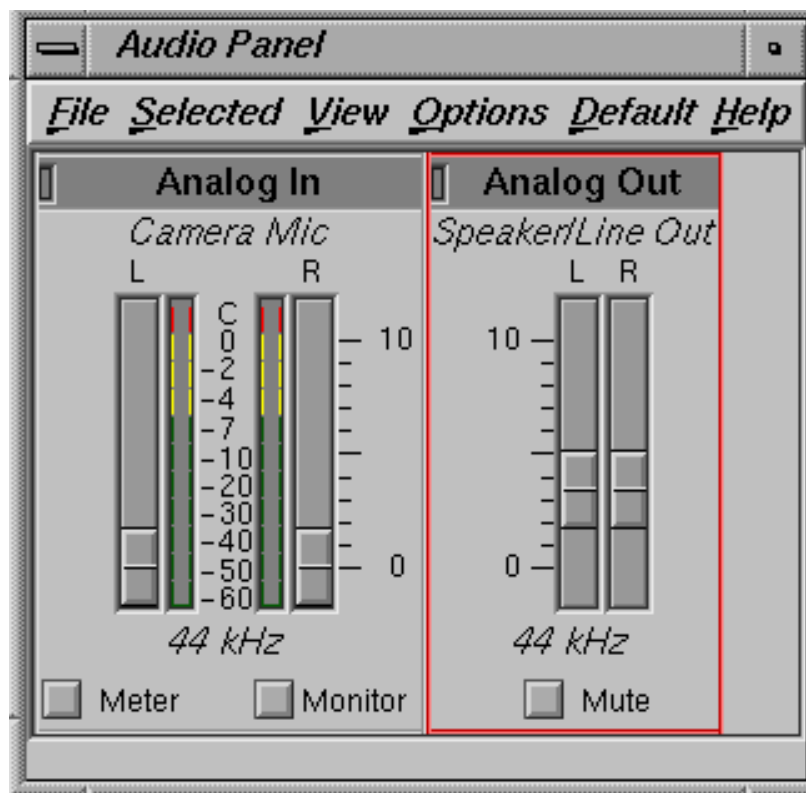 Audio Panel
File Selected View Options Default Help
Analog In
Camera Mic
L R
C
0
-2
-4
-7
-10
-20
-30
-40
-50
-60
10
0
44 kHz
Meter Monitor
Analog Out
Speaker/Line Out
L R
10
0
44 kHz
Mute